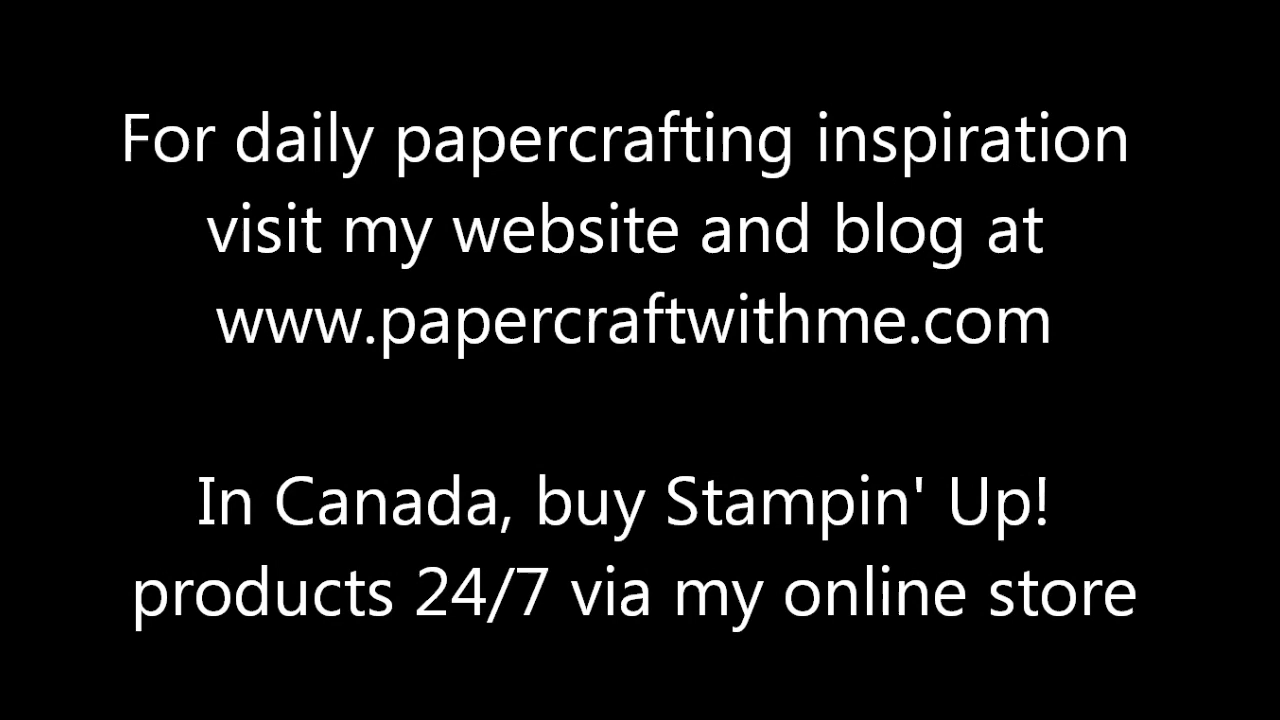 For daily papercrafting inspiration
visit my website and blog at
www.papercraftwithme.com
In Canada, buy Stampin' Up!
products 24/7 via my online store